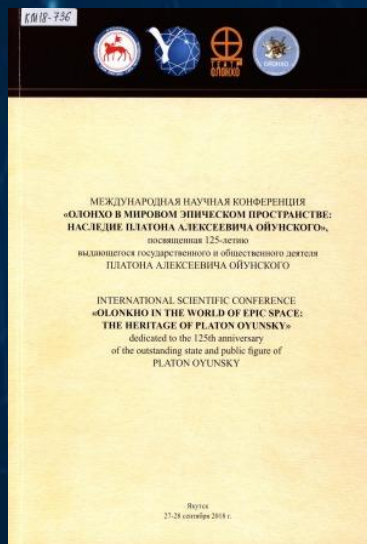 КМ18-736
ТЕАТР
ОЛОНХО
ОЛОНХО
МЕЖДУНАРОДНАЯ НАУЧНАЯ КОНФЕРЕНЦИЯ
«ОЛОНХО В МИРОВОМ ЭПИЧЕСКОМ ПРОСТРАНСТВЕ:
НАСЛЕДИЕ ПЛАТОНА АЛЕКСЕЕВИЧА ОЙУНСКОГО»,
посвященная 125-летию
выдающегося государственного и общественного деятеля
ПЛАТОНА АЛЕКСЕЕВИЧА ОЙУНСКОГО
INTERNATIONAL SCIENTIFIC CONFERENCE
«OLONKHO IN THE WORLD OF EPIC SPACE:
THE HERITAGE OF PLATON OYUNSKY»
dedicated to the 125th anniversary
of the outstanding state and public figure of
PLATON OYUNSKY
Якутск
27-28 сентября 2018 г.